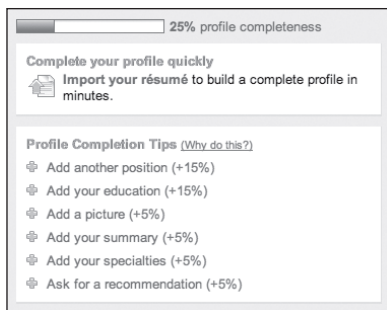 25% profile completeness
Complete your profile quickly
Import your résumé to build a complete profile in
minutes.
Profile Completion Tips (Why do this?)
Add another position (+15%)
Add your education (+15%)
Add a picture (+5%)
Add your summary (+5%)
Add your specialties (+5%)
Ask for a recommendation (+5%)